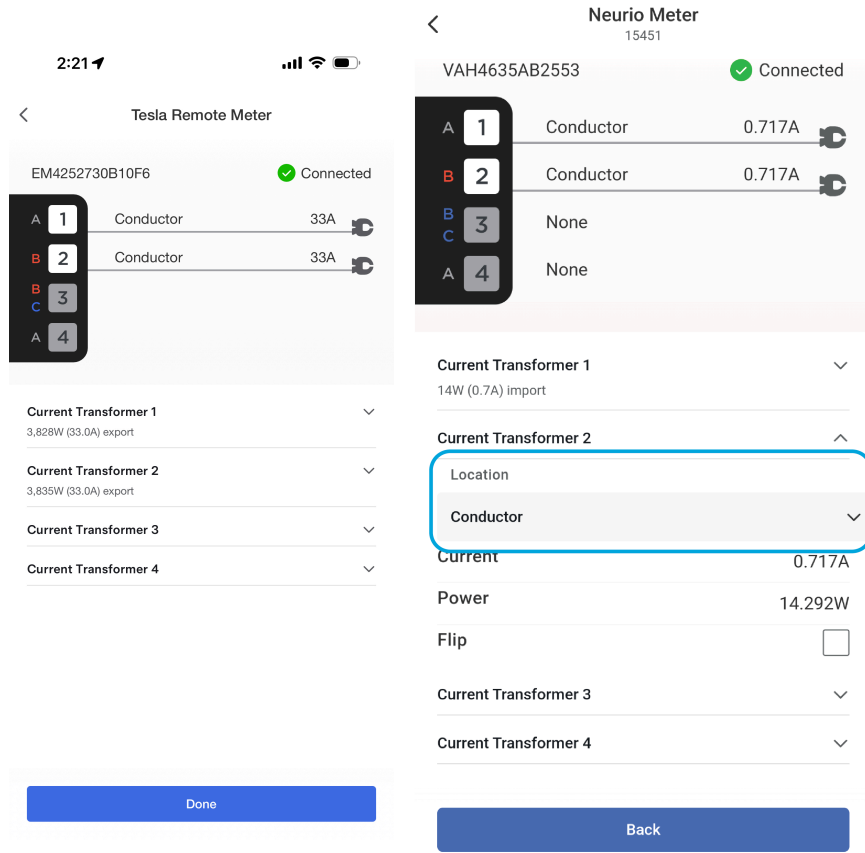 2:21
Tesla Remote Meter
EM4252730B10F6
Connected
A 1 Conductor 33A
B 2 Conductor 33A
B
C 3
A 4
Current Transformer 1
3,828W (33.0A) export
Current Transformer 2
3,835W (33.0A) export
Current Transformer 3
Current Transformer 4
Done
Neurio Meter
15451
VAH4635AB2553
Connected
A 1 Conductor 0.717A
B 2 Conductor 0.717A
B
C 3 None
A 4 None
Current Transformer 1
14W (0.7A) import
Current Transformer 2
Location
Conductor
Current 0.717A
Power 14.292W
Flip
Current Transformer 3
Current Transformer 4
Back